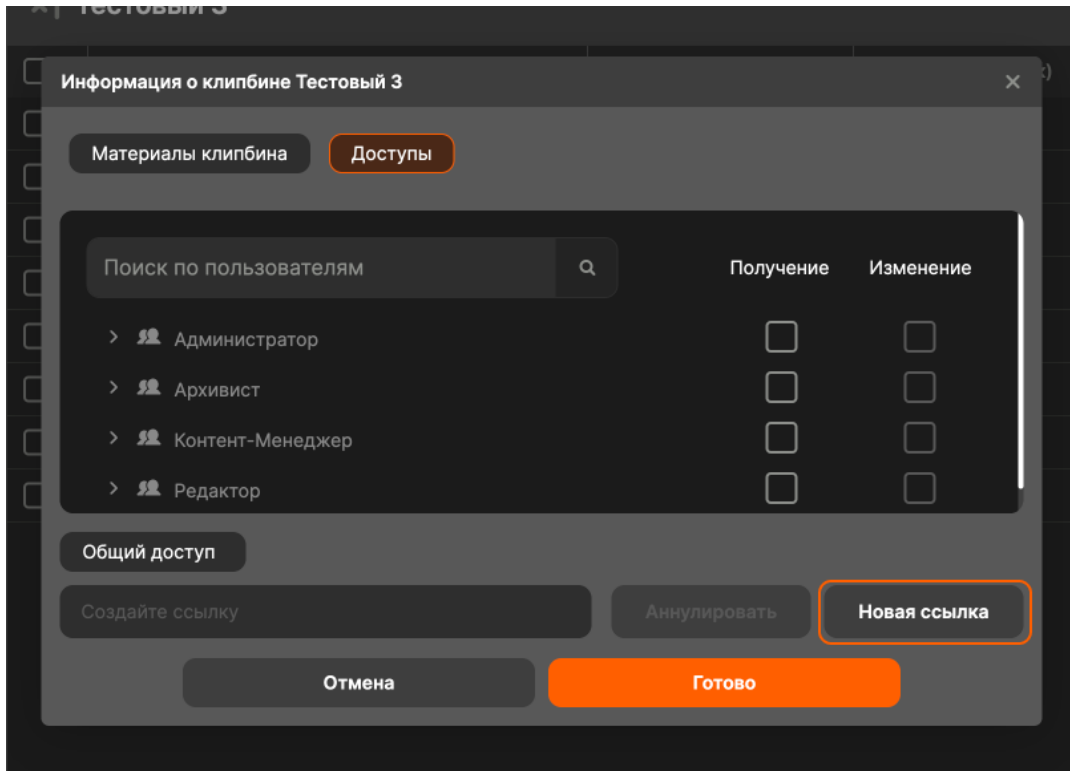 Тестовый 3
Информация о клипбине Тестовый 3
Материалы клипбина Доступы
Поиск по пользователям Получение Изменение
Администратор
Архивист
Контент-Менеджер
Редактор
Общий доступ
Создайте ссылку Аннулировать Новая ссылка
Отмена Готово